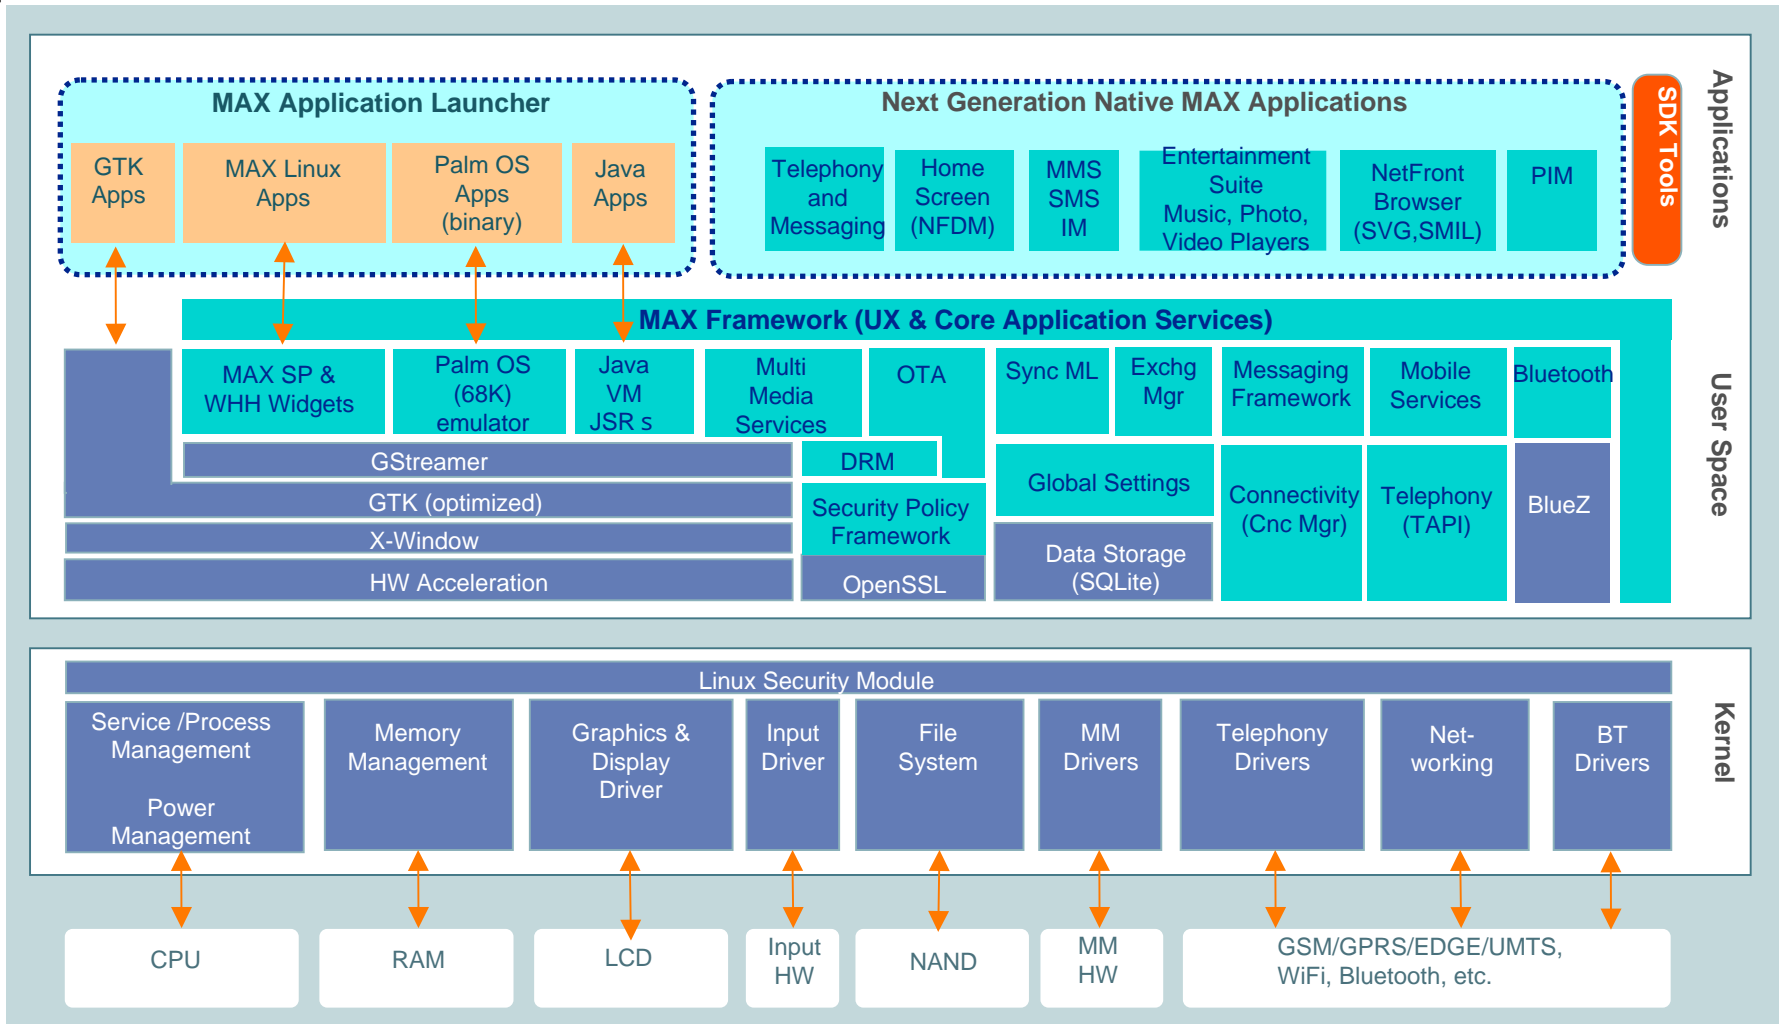 MAX Application Launcher
GTK
Apps
MAX Linux
Apps
Palm OS
Apps
(binary)
Java
Apps
Next Generation Native MAX Applications
Telephony
and
Messaging
Home
Screen
(NFDM)
MMS
SMS
IM
Entertainment
Suite
Music, Photo,
Video Players
NetFront
Browser
(SVG,SMIL)
PIM
SDK Tools
Applications
MAX Framework (UX & Core Application Services)
MAX SP &
WHH Widgets
Palm OS
(68K)
emulator
Java
VM
JSR s
Multi
Media
Services
OTA
Sync ML
Exchg
Mgr
Messaging
Framework
Mobile
Services
Bluetooth
GStreamer
GTK (optimized)
X-Window
HW Acceleration
DRM
Security Policy
Framework
OpenSSL
Global Settings
Data Storage
(SQLite)
Connectivity
(Cnc Mgr)
Telephony
(TAPI)
BlueZ
User Space
Linux Security Module
Service /Process
Management
Power
Management
Memory
Management
Graphics &
Display
Driver
Input
Driver
File
System
MM
Drivers
Telephony
Drivers
Net-
working
BT
Drivers
Kernel
CPU
RAM
LCD
Input
HW
NAND
MM
HW
GSM/GPRS/EDGE/UMTS,
WiFi, Bluetooth, etc.